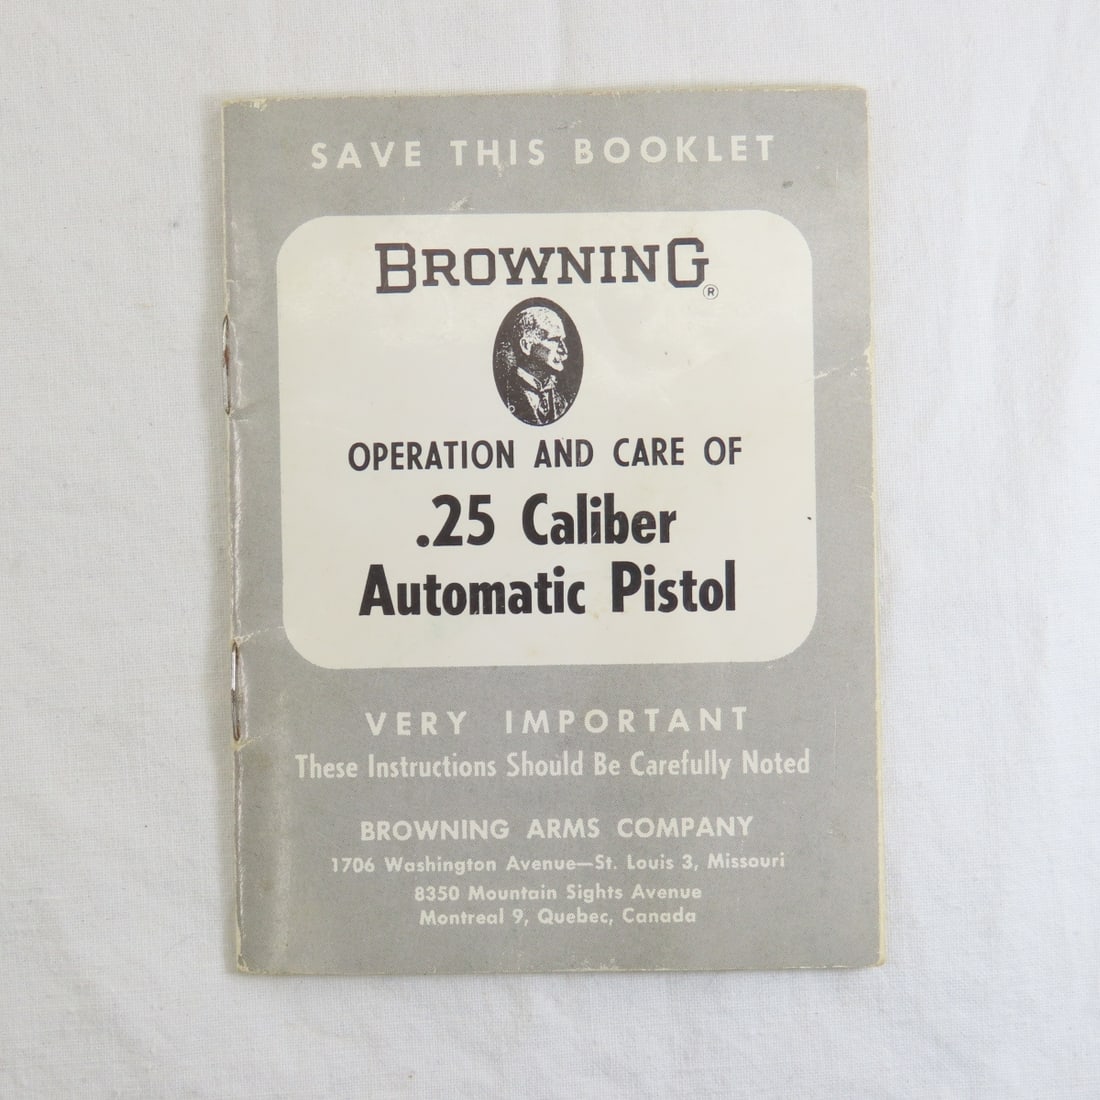 SAVE THIS BOOKLET
BROWNING
®
OPERATION AND CARE OF
.25 Caliber
Automatic Pistol
VERY IMPORTANT
These Instructions Should Be Carefully Noted
BROWNING ARMS COMPANY
1706 Washington Avenue—St. Louis 3, Missouri
8350 Mountain Sights Avenue
Montreal 9, Quebec, Canada